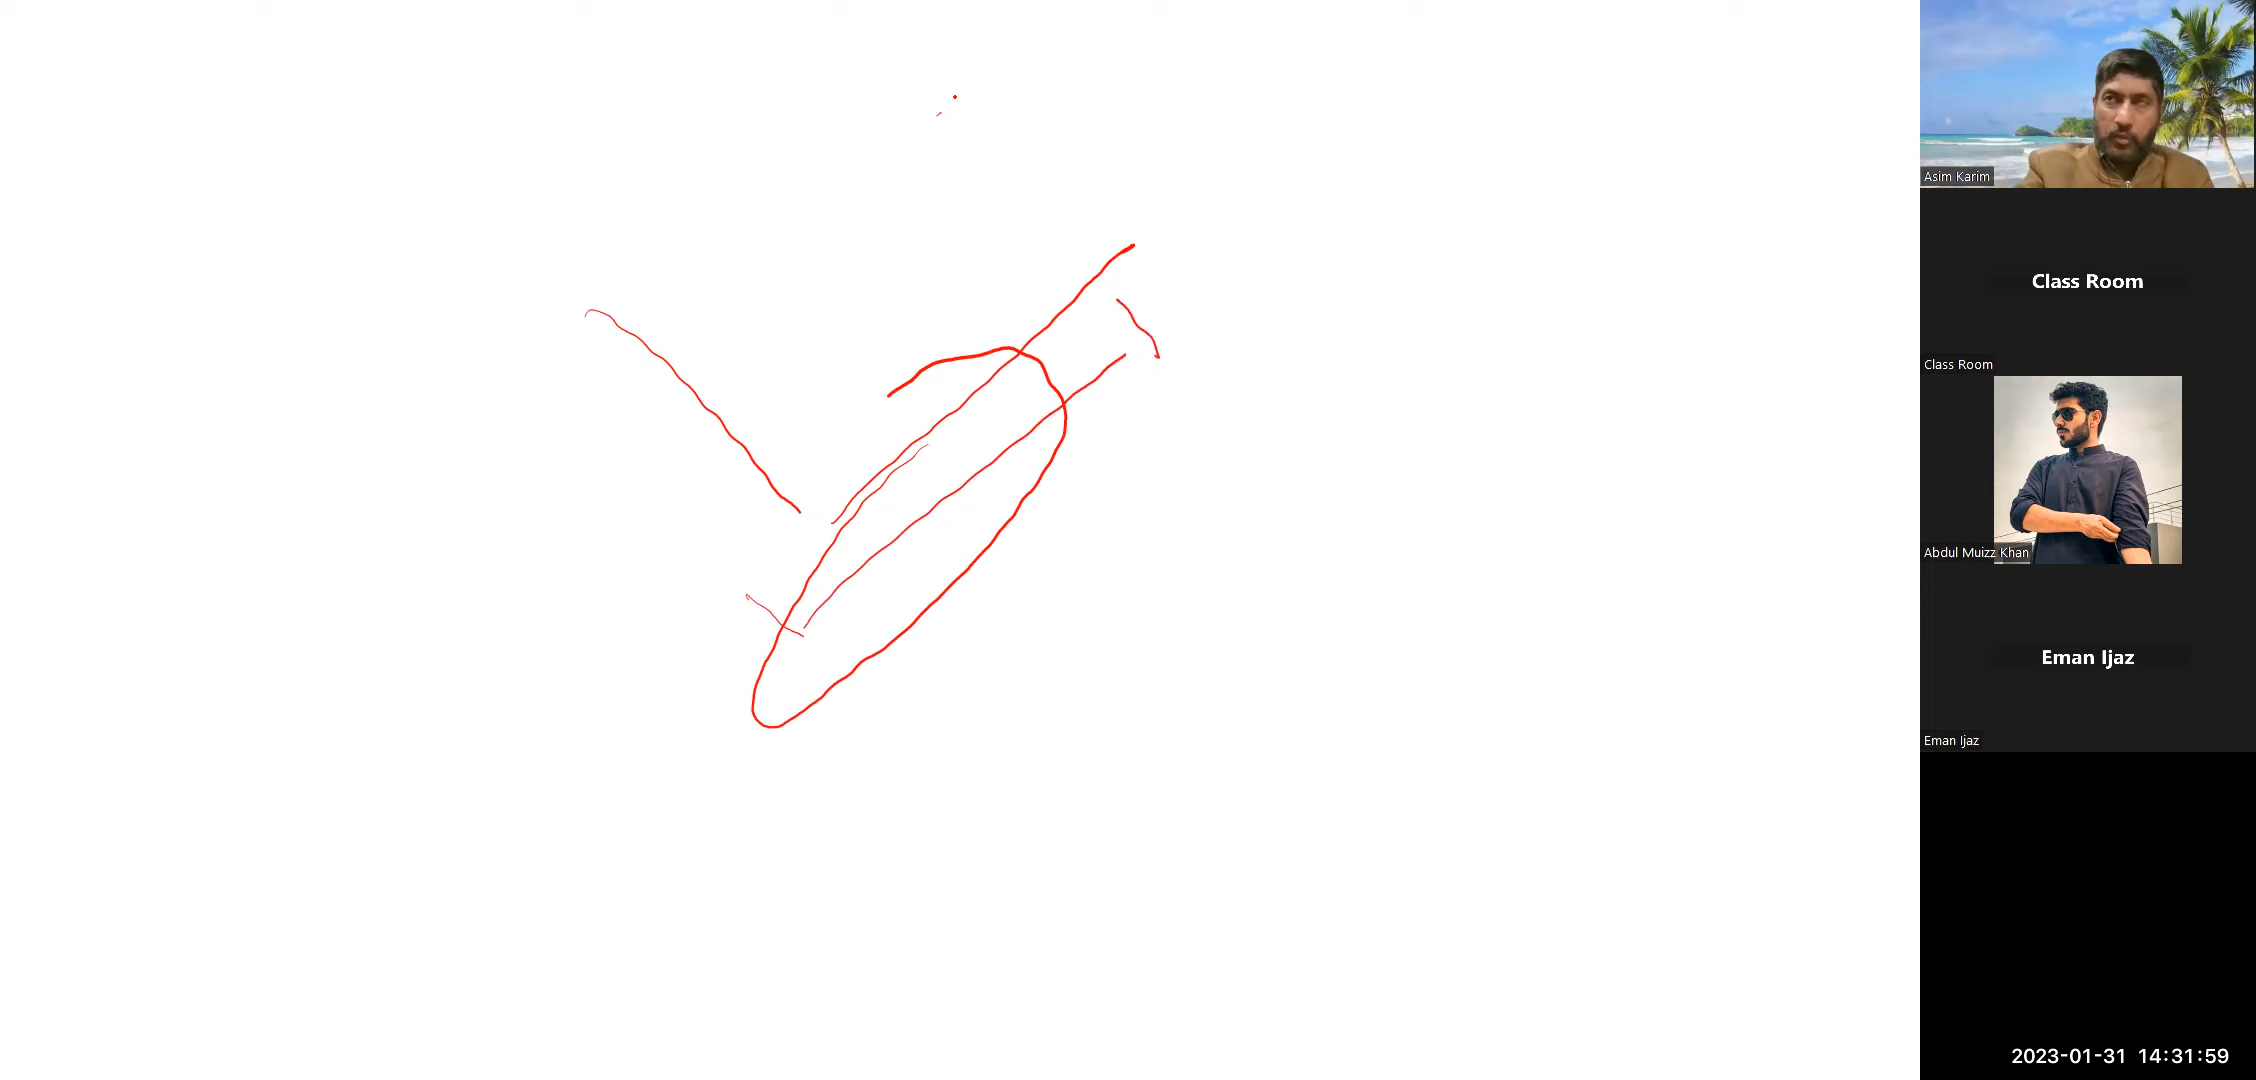 Asim Karim
Class Room
Class Room
Abdul Muizz Khan
Eman Ijaz
Eman Ijaz
2023-01-31 14:31:59